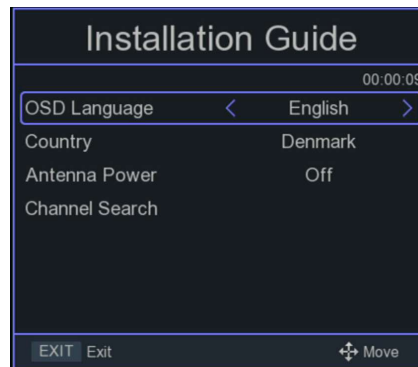 Installation Guide
00:00:09
OSD Language < English >
Country Denmark
Antenna Power Off
Channel Search
EXIT Exit Move